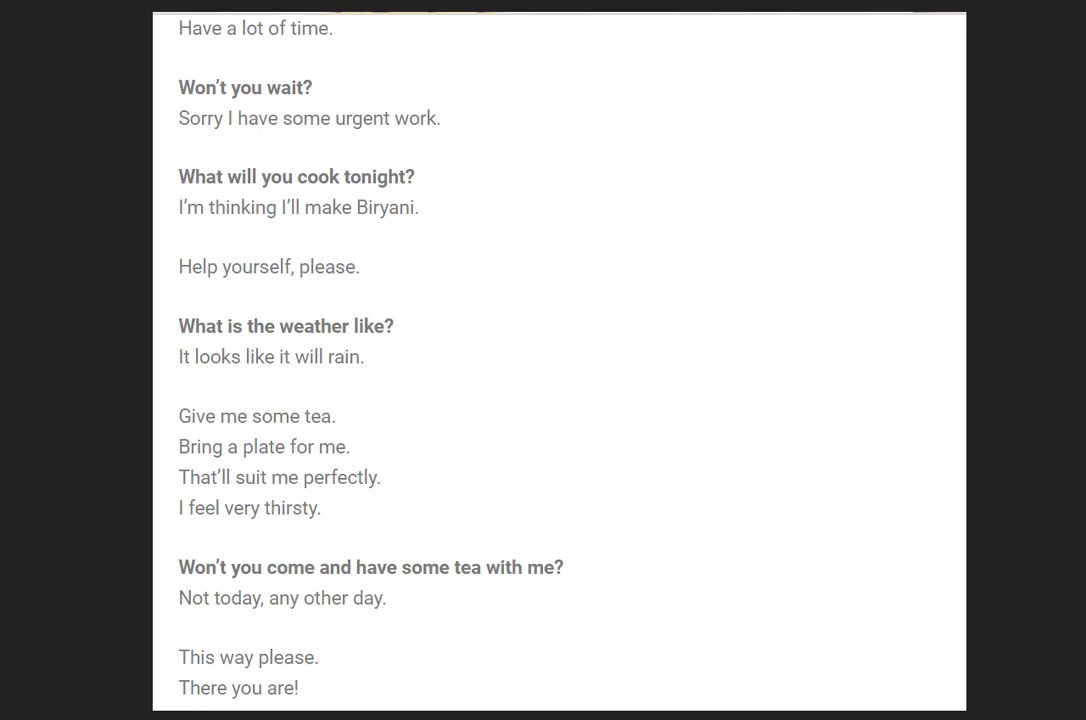 Have a lot of time.
Won’t you wait?
Sorry I have some urgent work.
What will you cook tonight?
I’m thinking I’ll make Biryani.
Help yourself, please.
What is the weather like?
It looks like it will rain.
Give me some tea.
Bring a plate for me.
That’ll suit me perfectly.
I feel very thirsty.
Won’t you come and have some tea with me?
Not today, any other day.
This way please.
There you are!